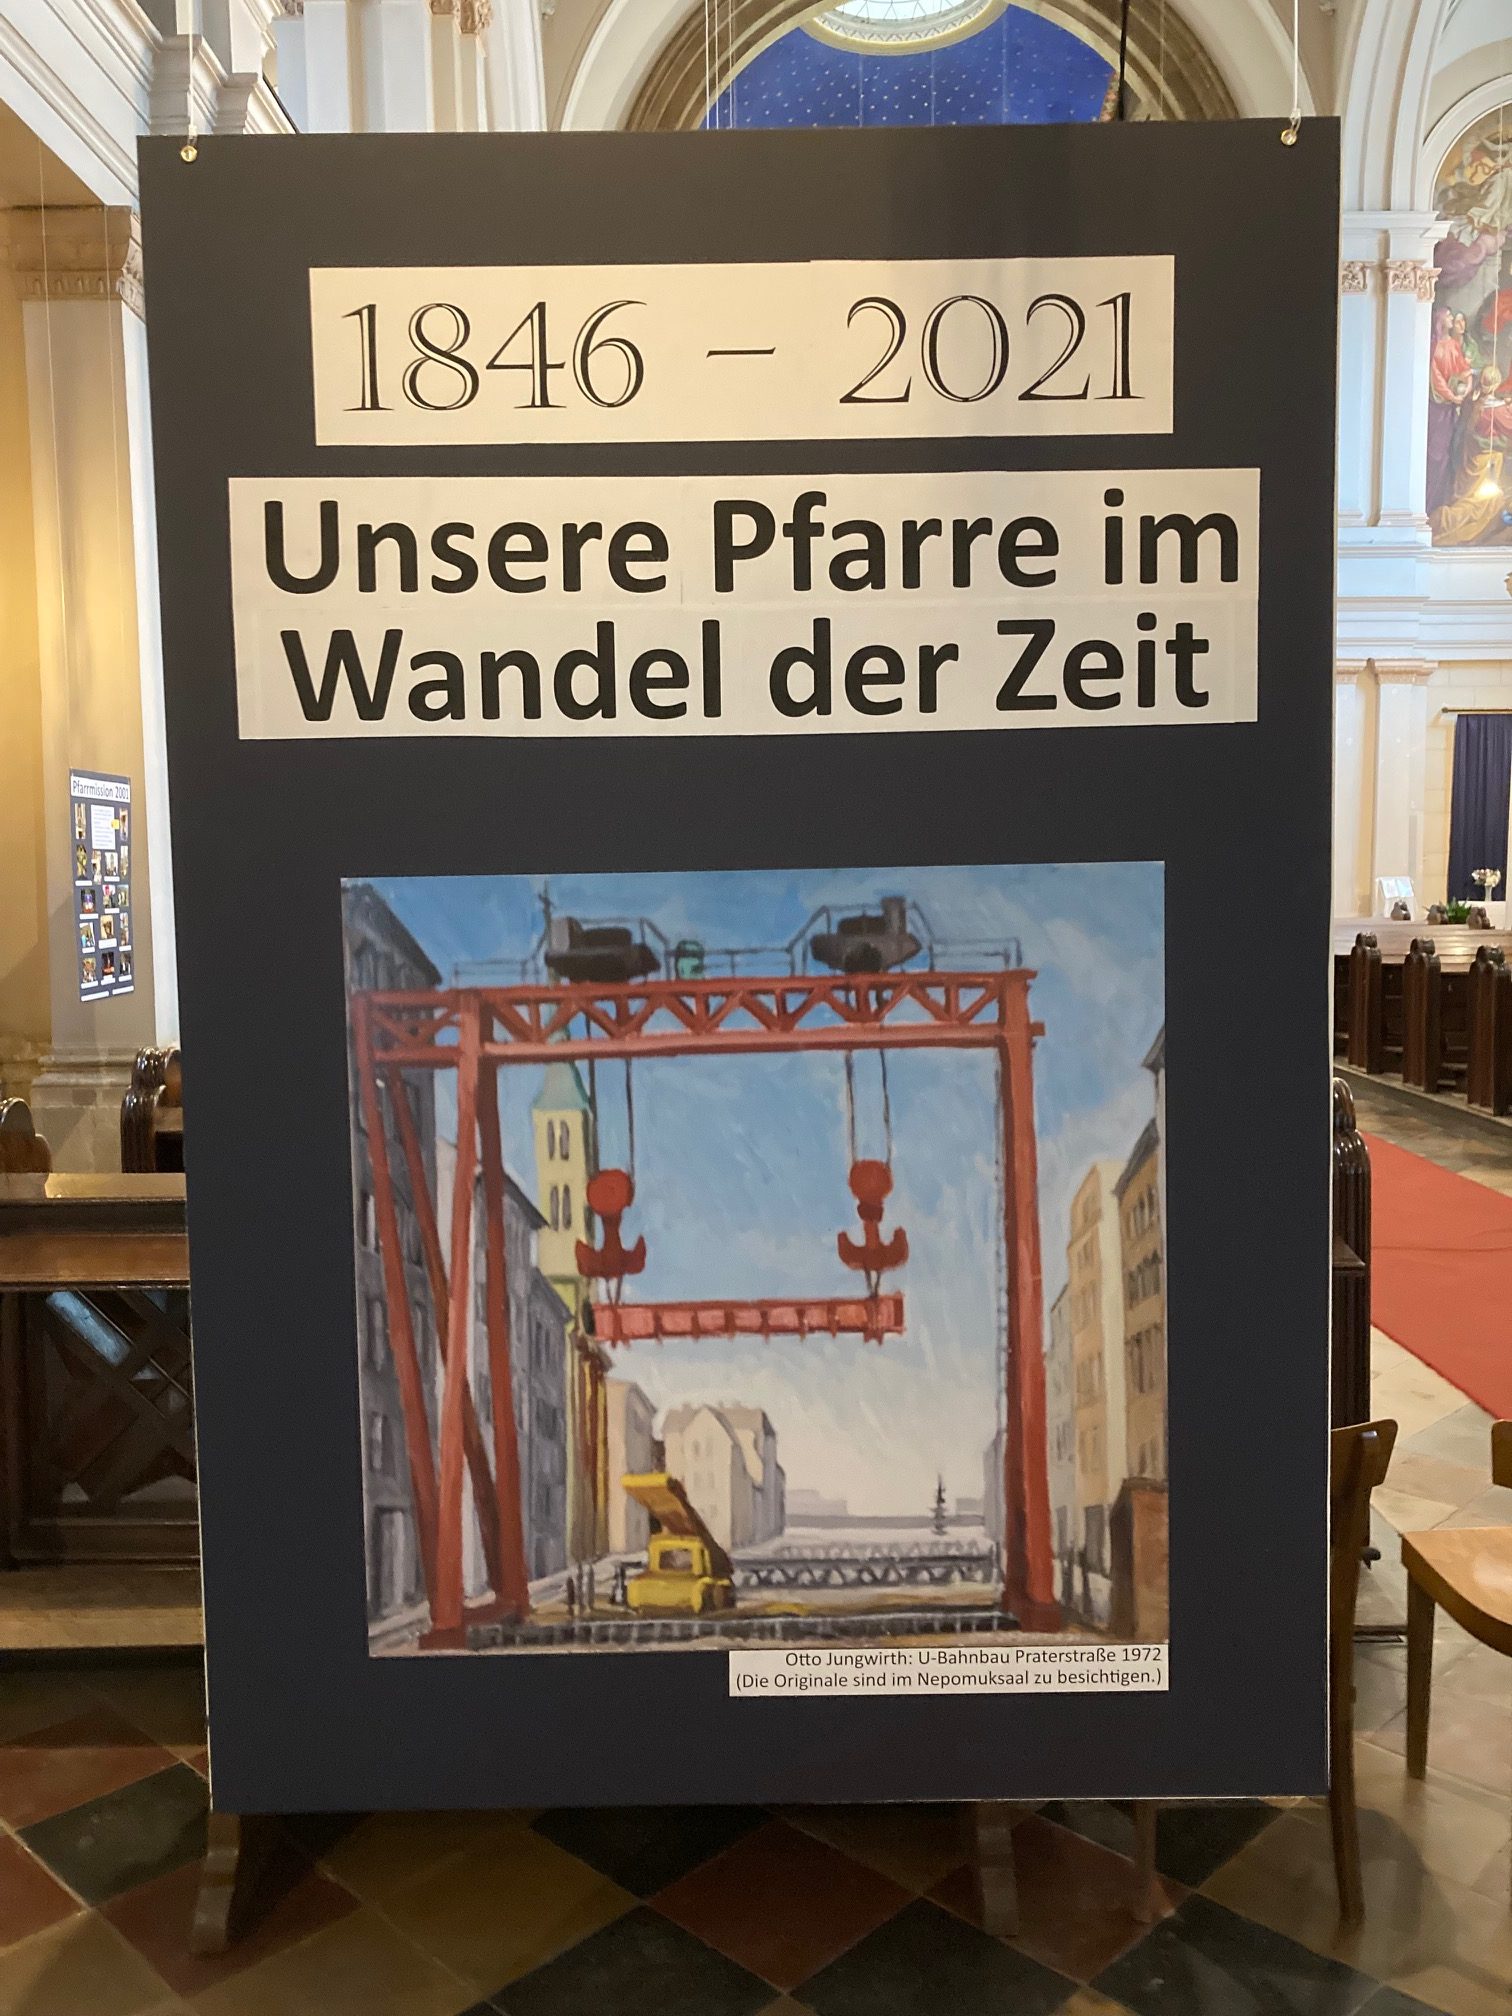 1846 – 2021
Unsere Pfarre im
Wandel der Zeit
Pfarrmission 2001
Otto Jungwirth: U-Bahnbau Praterstraße 1972
(Die Originale sind im Nepomuksaal zu besichtigen.)